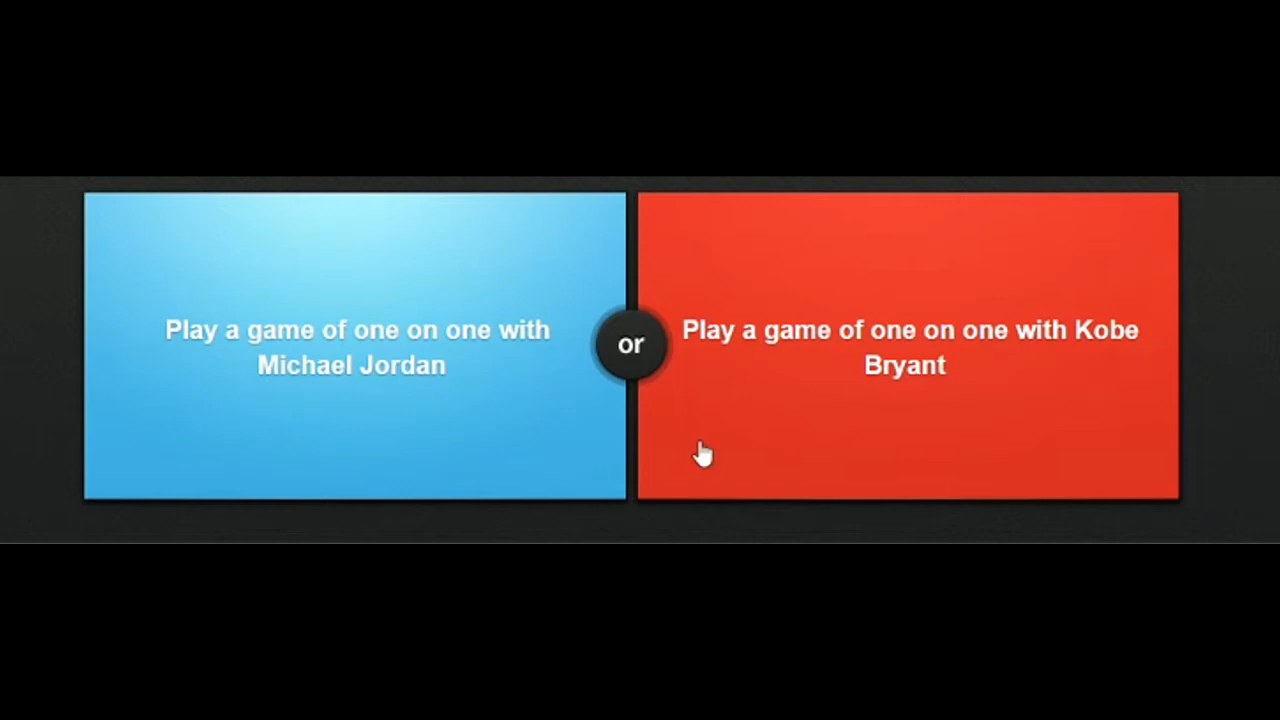 Play a game of one on one with
Michael Jordan
or
Play a game of one on one with Kobe
Bryant